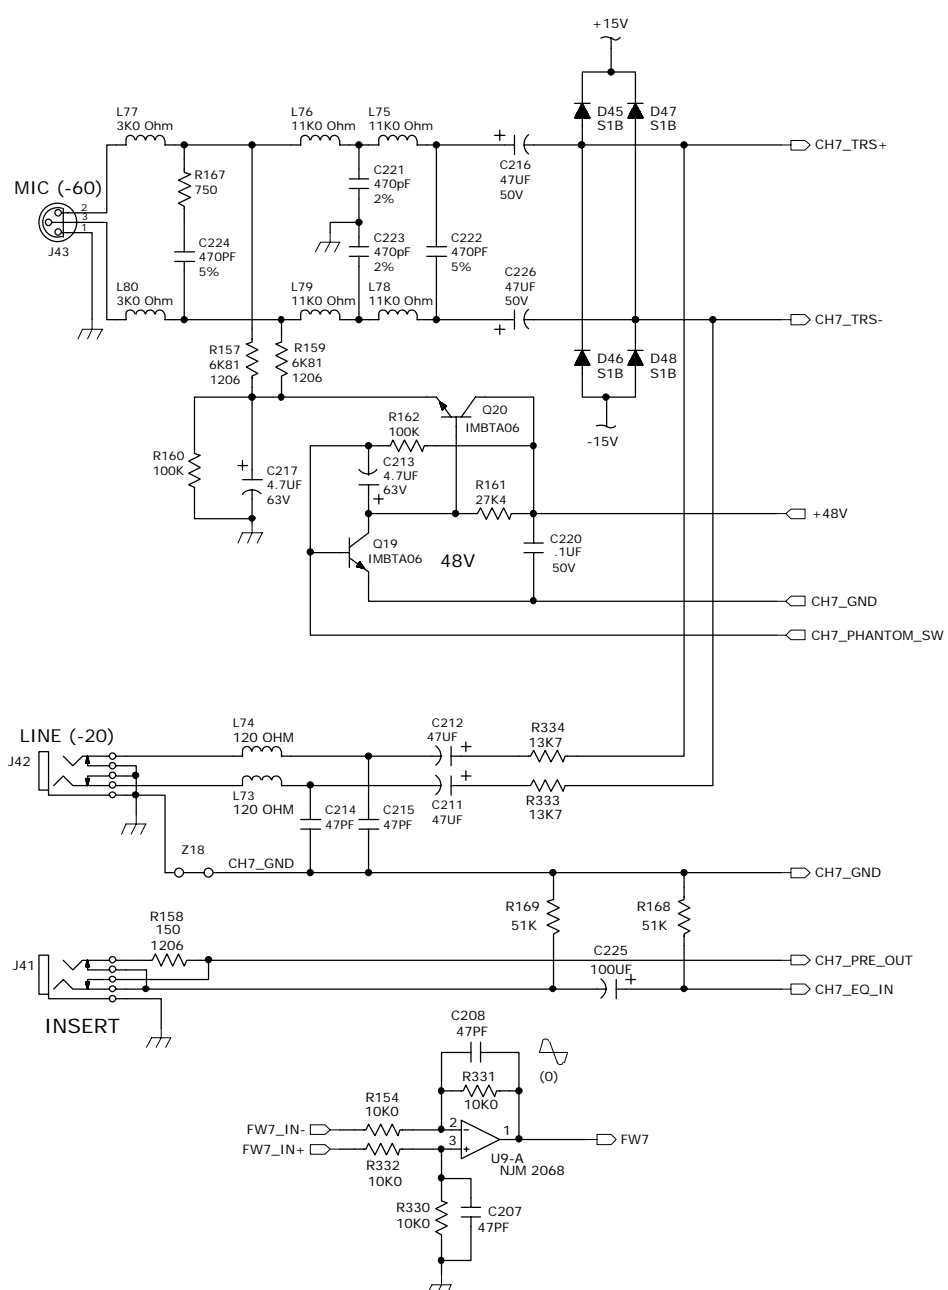 +15V
L77
3K0 Ohm
L76
11K0 Ohm
L75
11K0 Ohm
D45
S1B
D47
S1B
+
C216
47UF
50V
CH7_TRS+
R167
750
C221
470pF
2%
MIC (-60)
2
3
1
J43
C224
470PF
5%
C223
470pF
2%
C222
470PF
5%
L80
3K0 Ohm
L79
11K0 Ohm
L78
11K0 Ohm
C226
47UF
50V
+
CH7_TRS-
R157
6K81
1206
R159
6K81
1206
D46
S1B
D48
S1B
-15V
Q20
IMBTA06
R162
100K
R160
100K
+
C217
4.7UF
63V
C213
4.7UF
63V
+
R161
27K4
+48V
Q19
IMBTA06
48V
C220
.1UF
50V
CH7_GND
CH7_PHANTOM_SW
LINE (-20)
J42
L74
120 OHM
C212
47UF
+
R334
13K7
L73
120 OHM
C214
47PF
C215
47PF
+
C211
47UF
R333
13K7
Z18
CH7_GND
CH7_GND
R158
150
1206
R169
51K
R168
51K
J41
C225
100UF
+
CH7_PRE_OUT
CH7_EQ_IN
INSERT
C208
47PF
(0)
R331
10K0
R154
10K0
FW7_IN-
2
-
1
FW7
FW7_IN+
3
+
R332
10K0
U9-A
NJM 2068
R330
10K0
C207
47PF